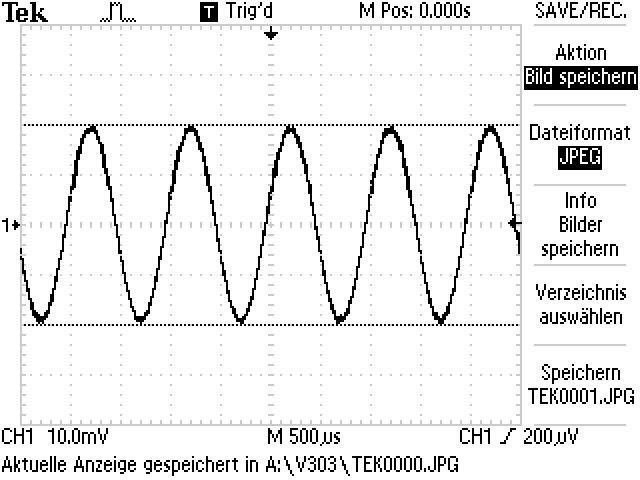 Tek
T Trig'd
M Pos: 0.000s
SAVE/REC.
Aktion
Bild speichern
Dateiformat
JPEG
Info
Bilder
speichern
Verzeichnis
auswählen
Speichern
TEK0001.JPG
1
CH1 10.0mV
M 500µs
CH1 200µV
Aktuelle Anzeige gespeichert in A:\V303\TEK0000.JPG